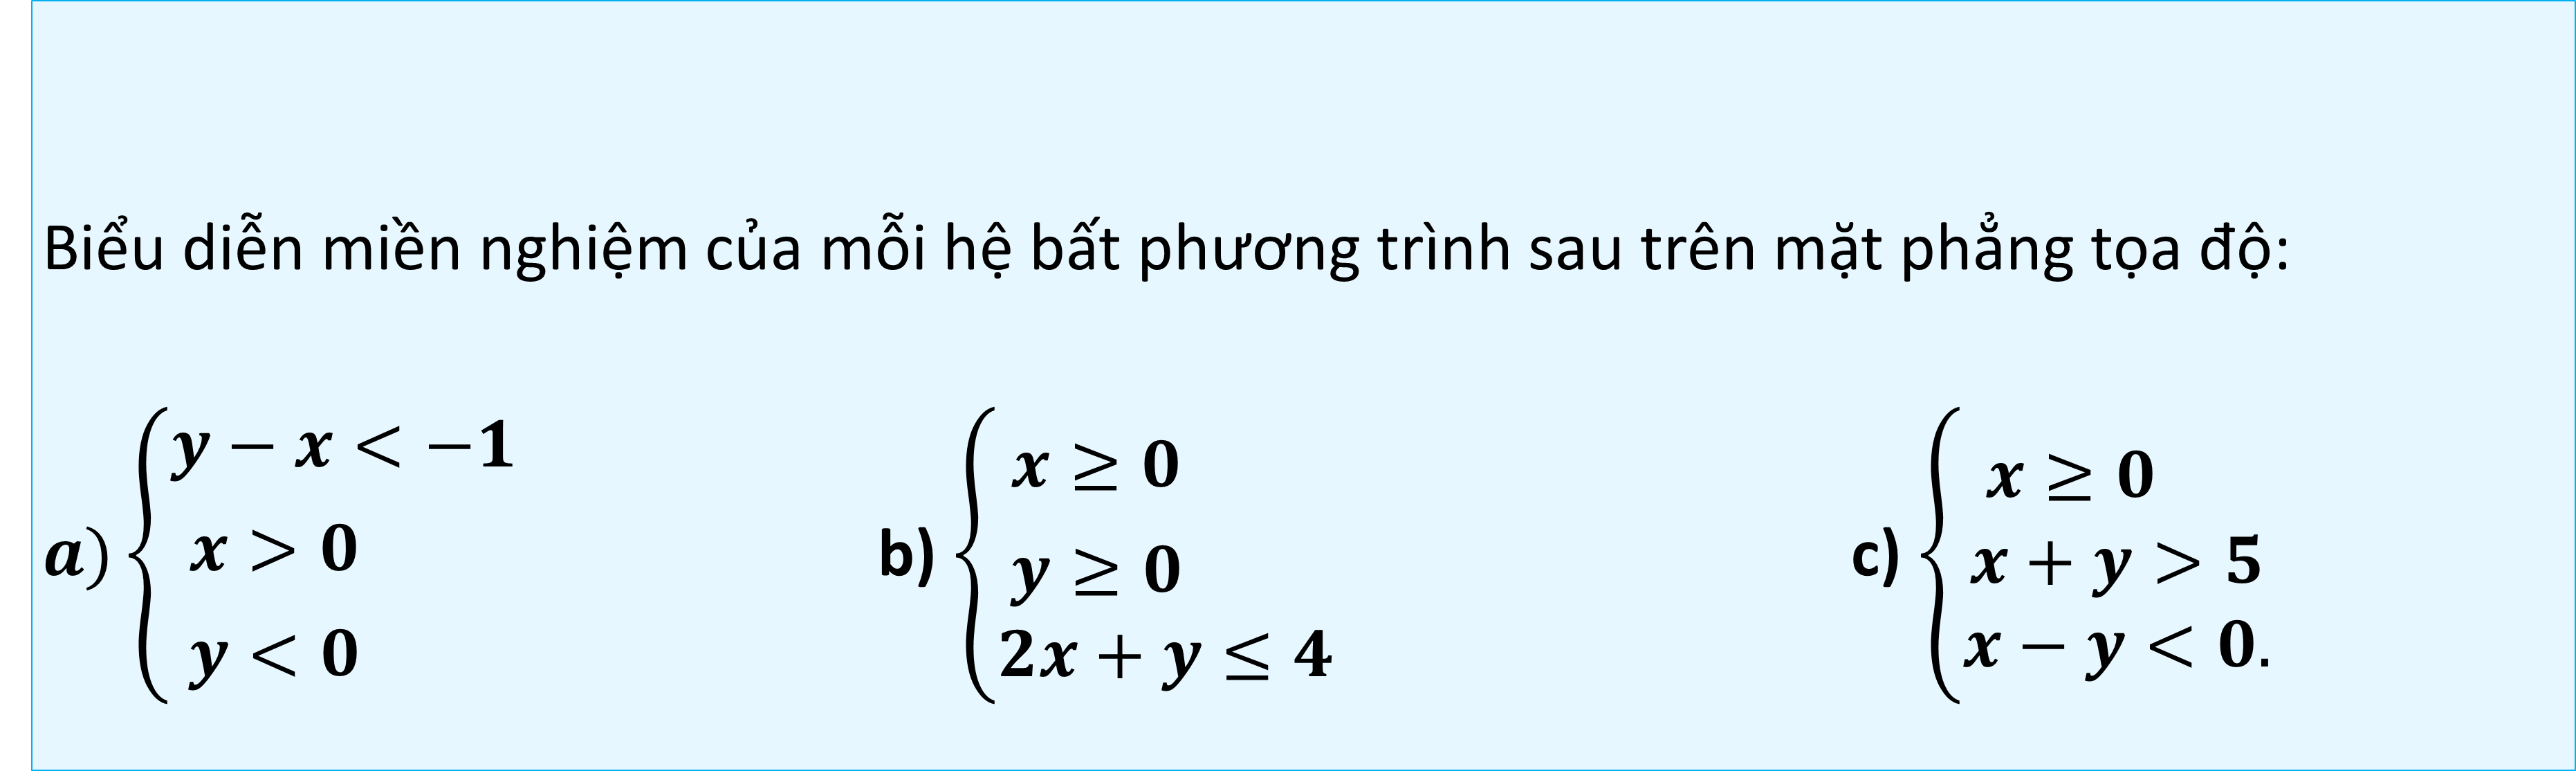 Biểu diễn miền nghiệm của mỗi hệ bất phương trình sau trên mặt phẳng tọa độ:
a) { y − x < −1
x > 0
y < 0
b) { x ≥ 0
y ≥ 0
2x + y ≤ 4
c) { x ≥ 0
x + y > 5
x − y < 0.